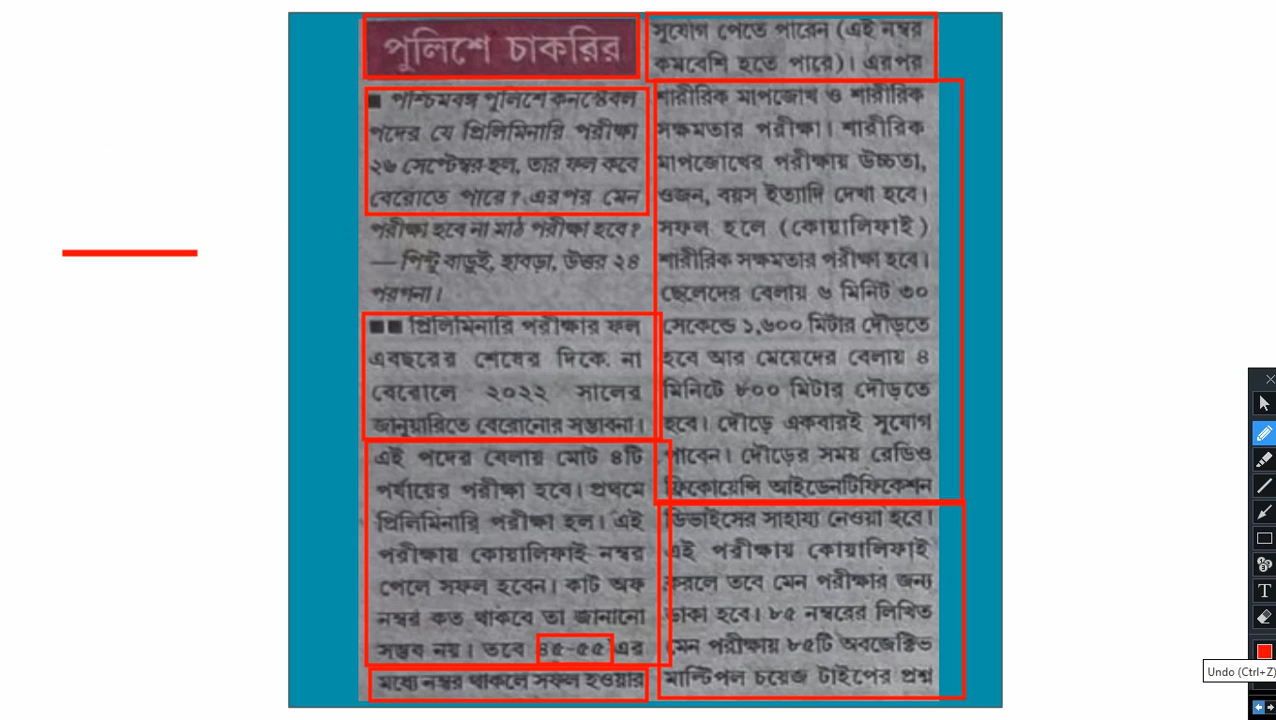 পুলিশে চাকরির
■ পশ্চিমবঙ্গ পুলিশে কনস্টেবল
পদের যে প্রিলিমিনারি পরীক্ষা
২৬ সেপ্টেম্বর হল, তার ফল কবে
বেরোতে পারে? এরপর মেন
পরীক্ষা হবে না মাঠ পরীক্ষা হবে?
— পিন্টু বাড়ুই, হাবড়া, উত্তর ২৪
পরগনা।
■■ প্রিলিমিনারি পরীক্ষার ফল
এবছরের শেষের দিকে, না
বেরোলে ২০২২ সালের
জানুয়ারিতে বেরোনোর সম্ভাবনা।
এই পদের বেলায় মোট ৪টি
পর্যায়ের পরীক্ষা হবে। প্রথমে
প্রিলিমিনারি পরীক্ষা হল। এই
পরীক্ষায় কোয়ালিফাই নম্বর
পেলে সফল হবেন। কাট অফ
নম্বর কত থাকবে তা জানানো
সম্ভব নয়। তবে ৪৫-৫৫ এর
মধ্যে নম্বর থাকলে সফল হওয়ার
সুযোগ পেতে পারেন (এই নম্বর
কমবেশি হতে পারে)। এরপর
শারীরিক মাপজোখ ও শারীরিক
সক্ষমতার পরীক্ষা। শারীরিক
মাপজোখের পরীক্ষায় উচ্চতা,
ওজন, বয়স ইত্যাদি দেখা হবে।
সফল হলে (কোয়ালিফাই)
শারীরিক সক্ষমতার পরীক্ষা হবে।
ছেলেদের বেলায় ৬ মিনিট ৩০
সেকেন্ডে ১,৬০০ মিটার দৌড়তে
হবে আর মেয়েদের বেলায় ৪
মিনিটে ৮০০ মিটার দৌড়তে
হবে। দৌড়ে একবারই সুযোগ
পাবেন। দৌড়ের সময় রেডিও
ফ্রিকোয়েন্সি আইডেনটিফিকেশন
ডিভাইসের সাহায্য নেওয়া হবে।
এই পরীক্ষায় কোয়ালিফাই
করলে তবে মেন পরীক্ষার জন্য
ডাকা হবে। ৮৫ নম্বরের লিখিত
মেন পরীক্ষায় ৮৫টি অবজেক্টিভ
মাল্টিপল চয়েজ টাইপের প্রশ্ন
Undo (Ctrl+Z)